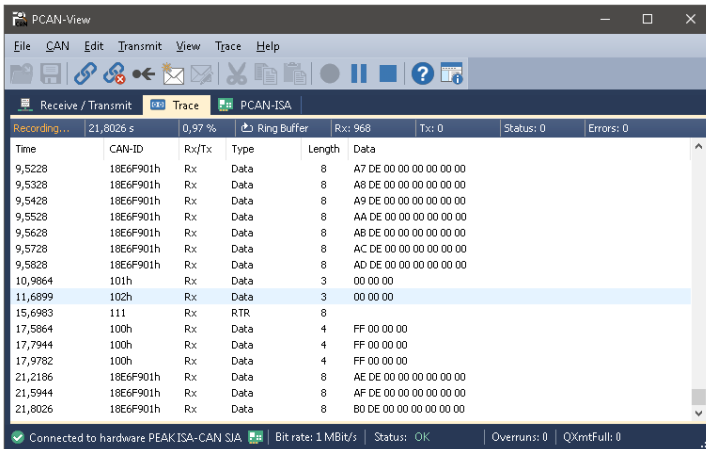 PCAN-View
File CAN Edit Transmit View Trace Help
Receive / Transmit Trace PCAN-ISA
Recording... 21,8026 s 0,97 % Ring Buffer Rx: 968 Tx: 0 Status: 0 Errors: 0
Time CAN-ID Rx/Tx Type Length Data
9,5228 18E6F901h Rx Data 8 A7 DE 00 00 00 00 00 00
9,5328 18E6F901h Rx Data 8 A8 DE 00 00 00 00 00 00
9,5428 18E6F901h Rx Data 8 A9 DE 00 00 00 00 00 00
9,5528 18E6F901h Rx Data 8 AA DE 00 00 00 00 00 00
9,5628 18E6F901h Rx Data 8 AB DE 00 00 00 00 00 00
9,5728 18E6F901h Rx Data 8 AC DE 00 00 00 00 00 00
9,5828 18E6F901h Rx Data 8 AD DE 00 00 00 00 00 00
10,9864 101h Rx Data 3 00 00 00
11,6899 102h Rx Data 3 00 00 00
15,6983 111 Rx RTR 8
17,5864 100h Rx Data 4 FF 00 00 00
17,7944 100h Rx Data 4 FF 00 00 00
17,9782 100h Rx Data 4 FF 00 00 00
21,2186 18E6F901h Rx Data 8 AE DE 00 00 00 00 00 00
21,5944 18E6F901h Rx Data 8 AF DE 00 00 00 00 00 00
21,8026 18E6F901h Rx Data 8 B0 DE 00 00 00 00 00 00
Connected to hardware PEAK ISA-CAN SJA Bit rate: 1 MBit/s Status: OK Overruns: 0 QXmtFull: 0